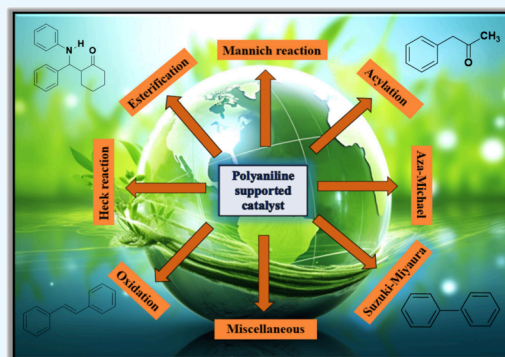 Mannich reaction
Esterification
Acylation
Heck reaction
Polyaniline
supported
catalyst
Aza-Michael
Oxidation
Suzuki-Miyaura
Miscellaneous
N
H
O
CH₃
O